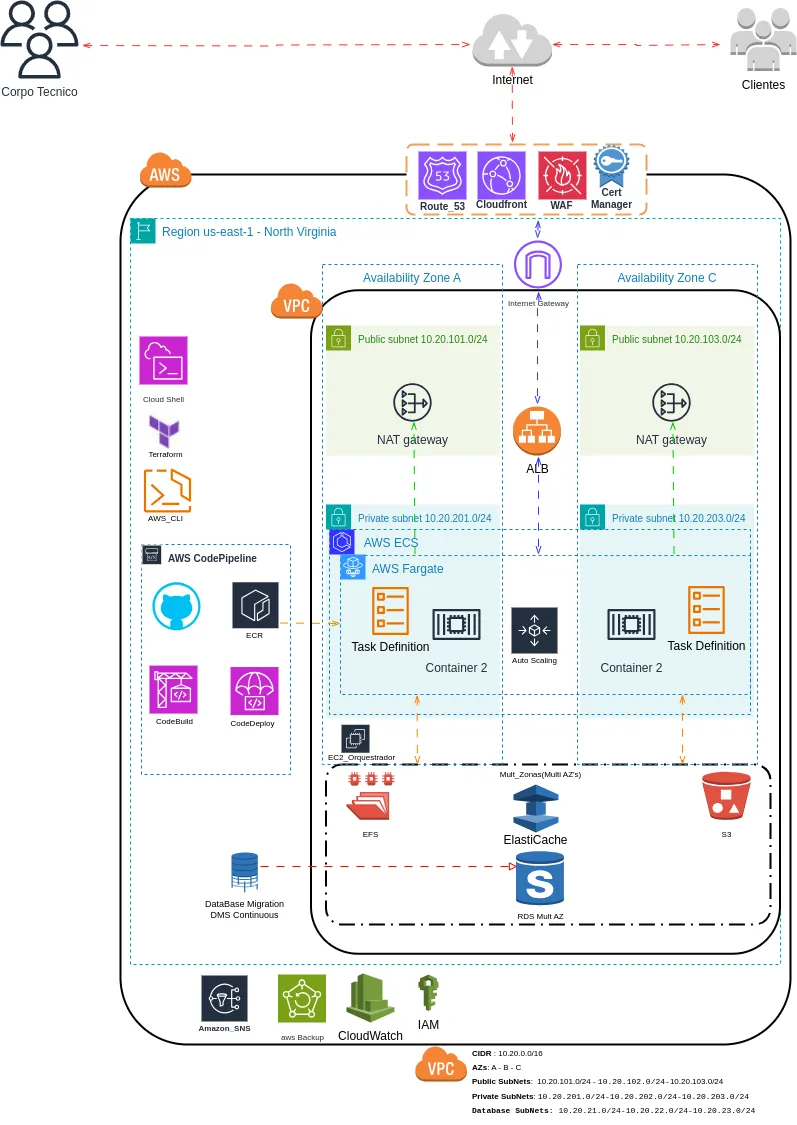 Corpo Tecnico
Internet
Clientes
AWS
53
Route_53
Cloudfront
WAF
Cert
Manager
Region us-east-1 - North Virginia
Availability Zone A
Availability Zone C
Internet Gateway
VPC
Public subnet 10.20.101.0/24
Public subnet 10.20.103.0/24
Cloud Shell
NAT gateway
NAT gateway
Terraform
ALB
AWS_CLI
Private subnet 10.20.201.0/24
Private subnet 10.20.203.0/24
AWS ECS
AWS CodePipeline
AWS Fargate
ECR
Task Definition
Container 2
Auto Scaling
Container 2
Task Definition
CodeBuild
CodeDeploy
EC2_Orquestrador
Mult_Zonas(Multi AZ's)
EFS
ElastiCache
S3
S
DataBase Migration
DMS Continuous
RDS Mult AZ
Amazon_SNS
aws Backup
CloudWatch
IAM
VPC
CIDR : 10.20.0.0/16
AZs: A - B - C
Public SubNets: 10.20.101.0/24 - 10.20.102.0/24-10.20.103.0/24
Private SubNets: 10.20.201.0/24-10.20.202.0/24-10.20.203.0/24
Database SubNets: 10.20.21.0/24-10.20.22.0/24-10.20.23.0/24